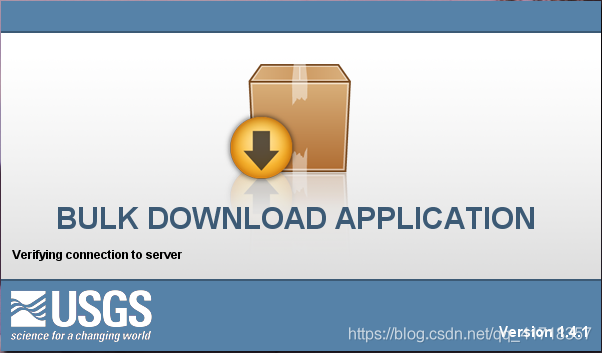 BULK DOWNLOAD APPLICATION
Verifying connection to server
USGS
science for a changing world
Version 1.4.1
https://blog.csdn.net/qq_